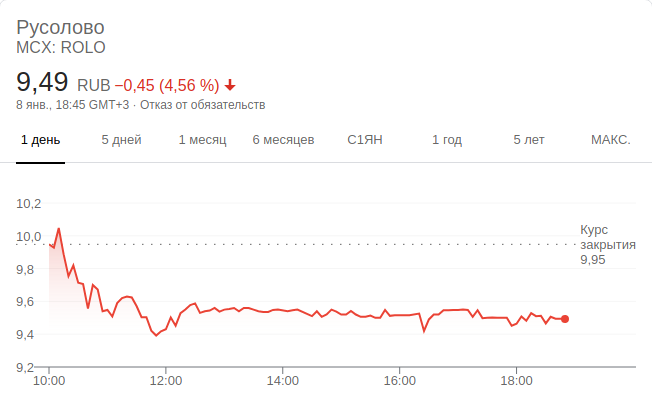 Русолово
MCX: ROLO
9,49 RUB −0,45 (4,56 %)
8 янв., 18:45 GMT+3 · Отказ от обязательств
1 день 5 дней 1 месяц 6 месяцев С1ЯН 1 год 5 лет МАКС.
10,2
10,0
9,8
9,6
9,4
9,2
Курс
закрытия
9,95
10:00 12:00 14:00 16:00 18:00